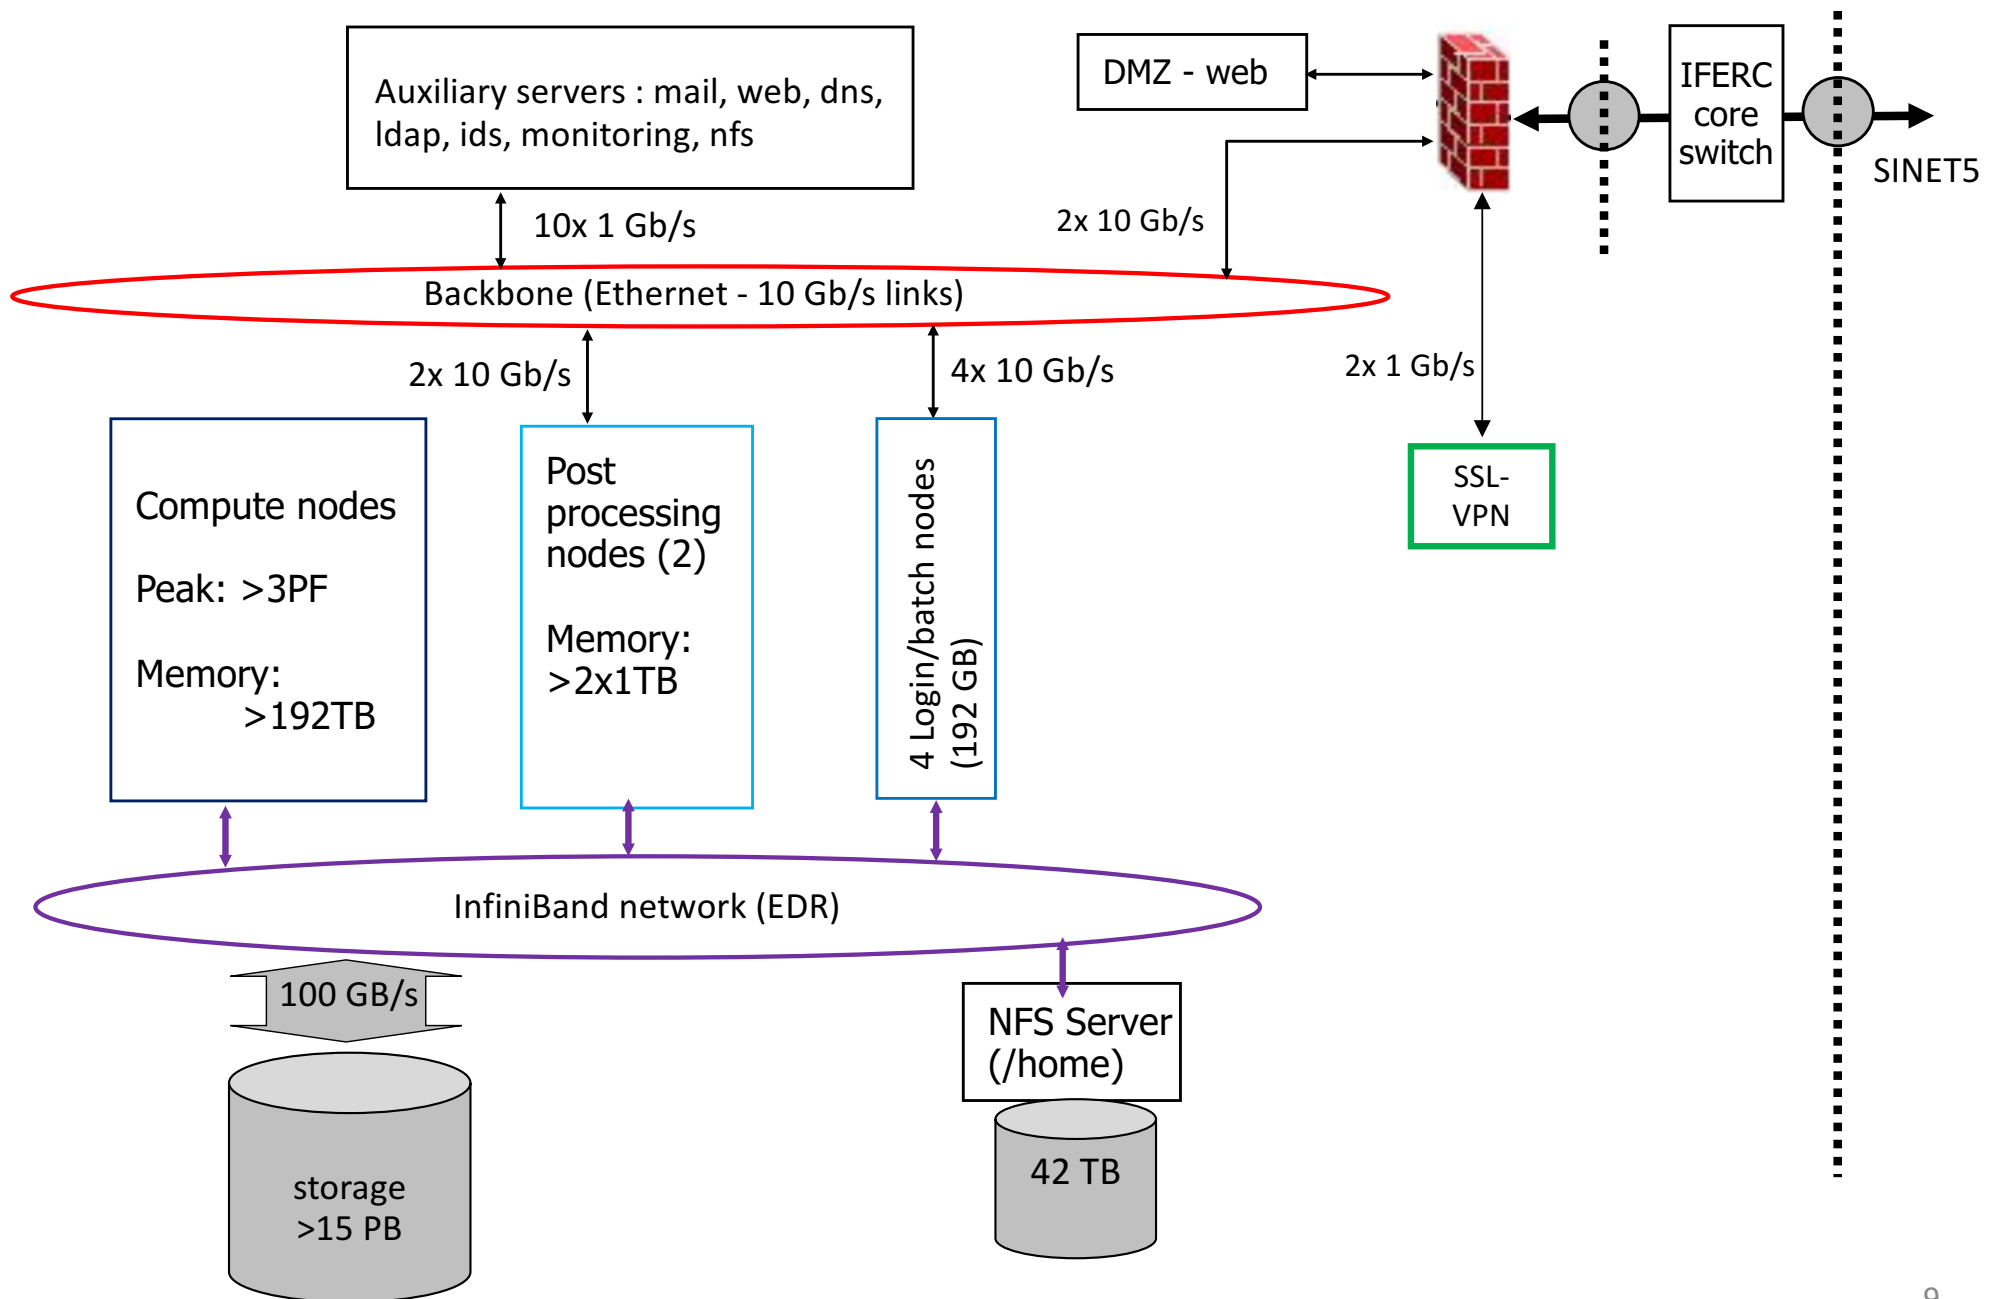 Auxiliary servers : mail, web, dns,
ldap, ids, monitoring, nfs
DMZ - web
IFERC
core
switch
SINET5
10x 1 Gb/s
2x 10 Gb/s
Backbone (Ethernet - 10 Gb/s links)
2x 10 Gb/s
4x 10 Gb/s
2x 1 Gb/s
Compute nodes
Peak: >3PF
Memory:
>192TB
Post
processing
nodes (2)
Memory:
>2x1TB
4 Login/batch nodes
(192 GB)
SSL-
VPN
InfiniBand network (EDR)
100 GB/s
NFS Server
(/home)
storage
>15 PB
42 TB
9